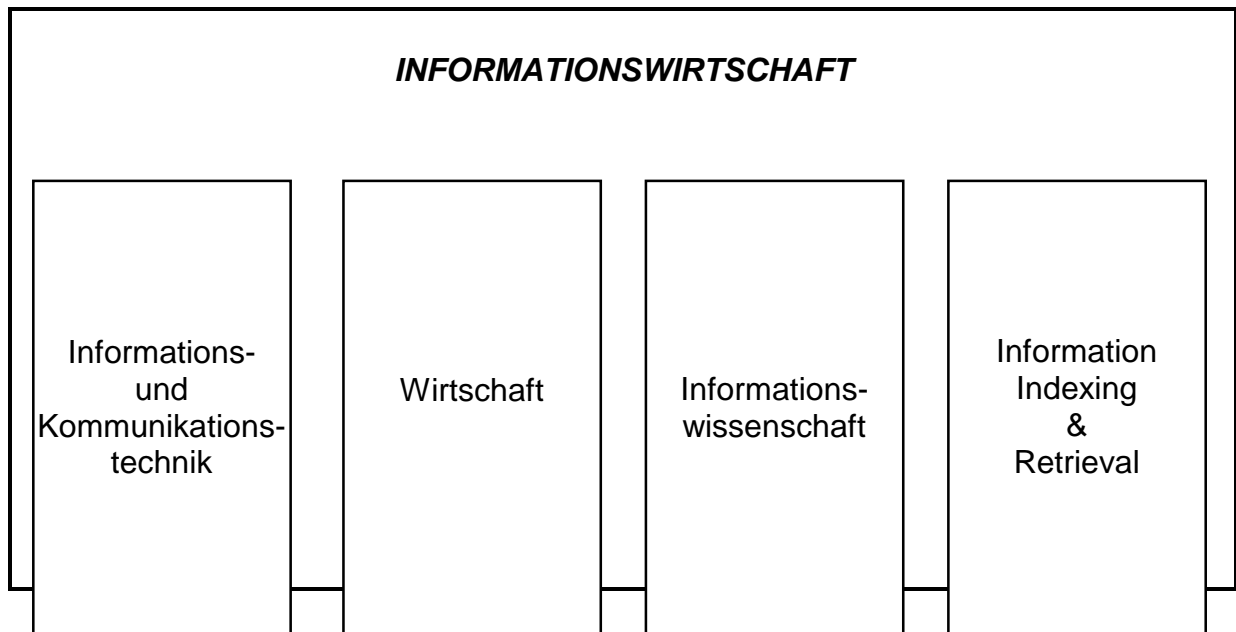 INFORMATIONSWIRTSCHAFT
Informations-
und
Kommunikations-
technik
Wirtschaft
Informations-
wissenschaft
Information
Indexing
&
Retrieval